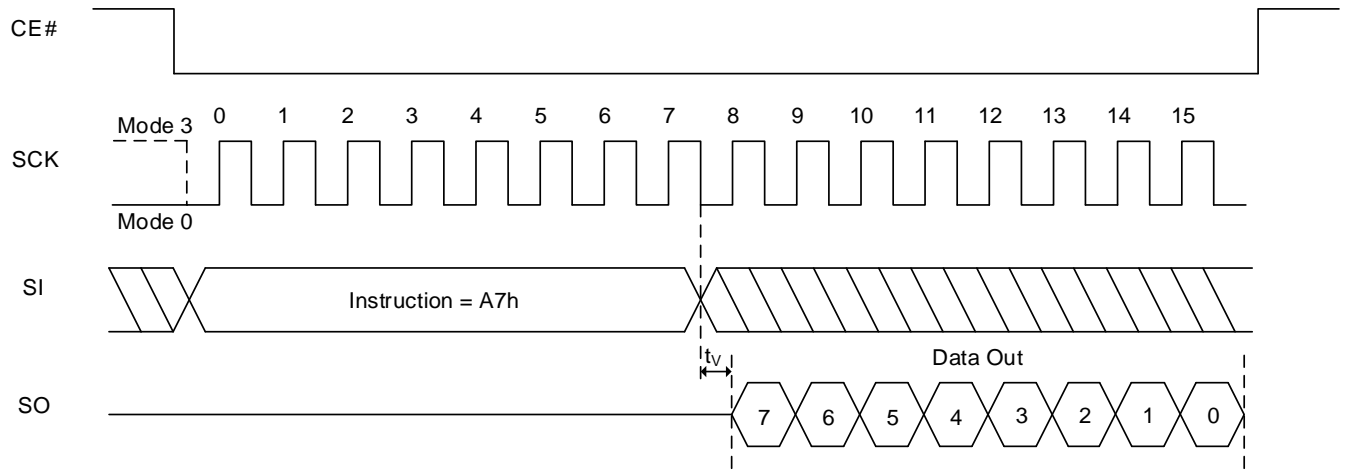 CE#
0 1 2 3 4 5 6 7 8 9 10 11 12 13 14 15
Mode 3
SCK
Mode 0
SI
Instruction = A7h
tV
Data Out
SO
7 6 5 4 3 2 1 0